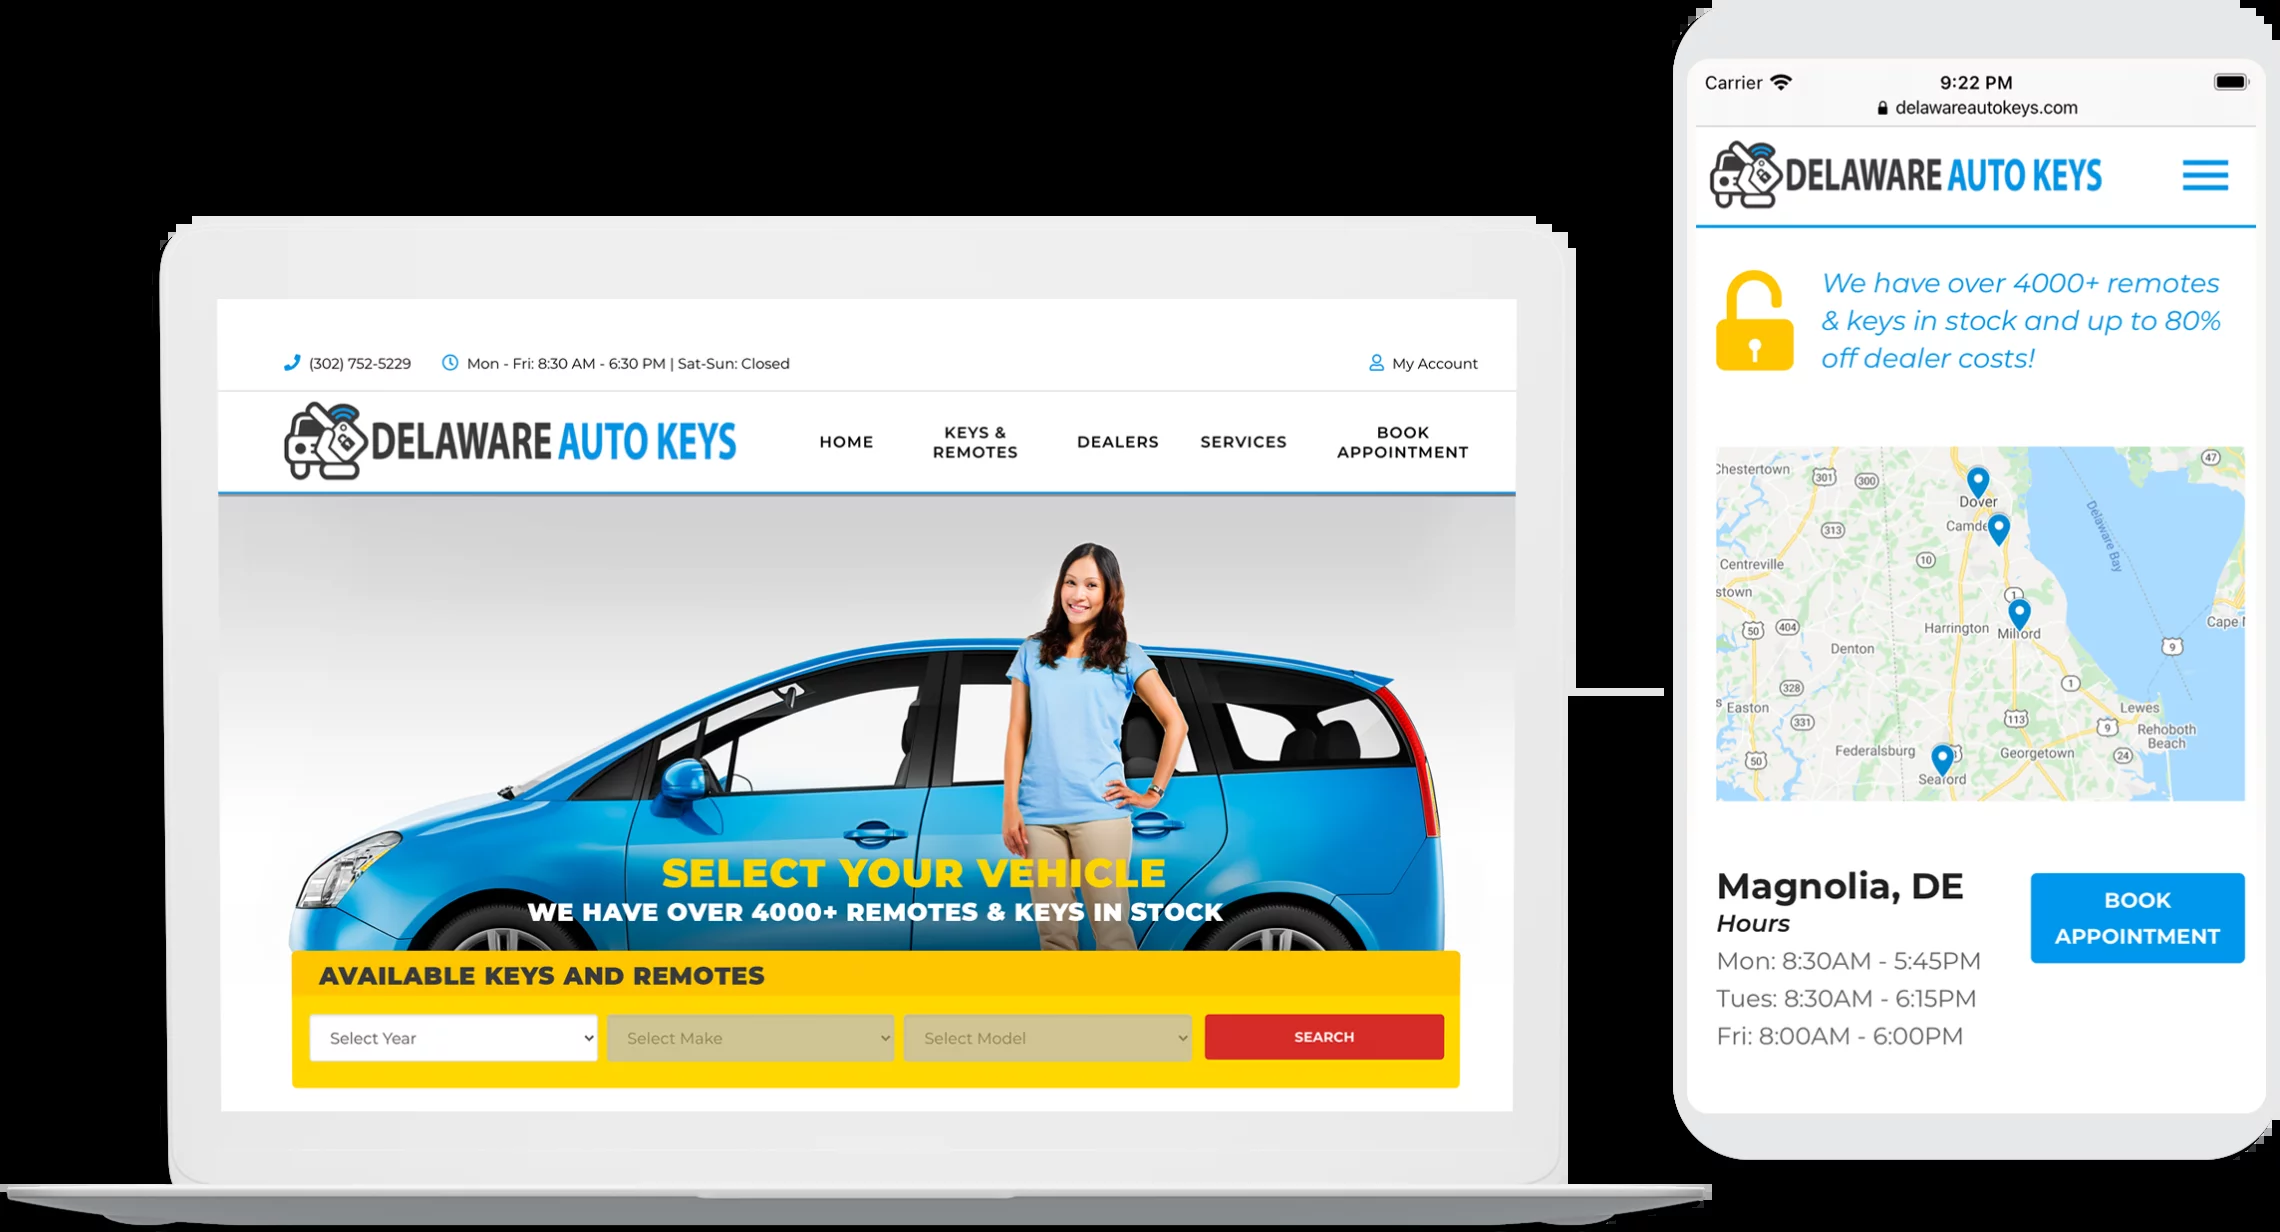 (302) 752-5229
Mon - Fri: 8:30 AM - 6:30 PM | Sat-Sun: Closed
My Account
DELAWARE AUTO KEYS
HOME
KEYS &
REMOTES
DEALERS
SERVICES
BOOK
APPOINTMENT
SELECT YOUR VEHICLE
WE HAVE OVER 4000+ REMOTES & KEYS IN STOCK
AVAILABLE KEYS AND REMOTES
Select Year
Select Make
Select Model
SEARCH
Carrier
9:22 PM
delawareautokeys.com
DELAWARE AUTO KEYS
We have over 4000+ remotes
& keys in stock and up to 80%
off dealer costs!
Chestertown
301
300
47
Dover
Camde
313
Delaware Bay
10
Centreville
stown
1
50
404
Harrington
Milford
Cape
9
Denton
328
1
s
Easton
Lewes
331
113
9
Rehoboth
Beach
Federalsburg
Georgetown
24
50
Seaford
Magnolia, DE
Hours
Mon: 8:30AM - 5:45PM
Tues: 8:30AM - 6:15PM
Fri: 8:00AM - 6:00PM
BOOK
APPOINTMENT